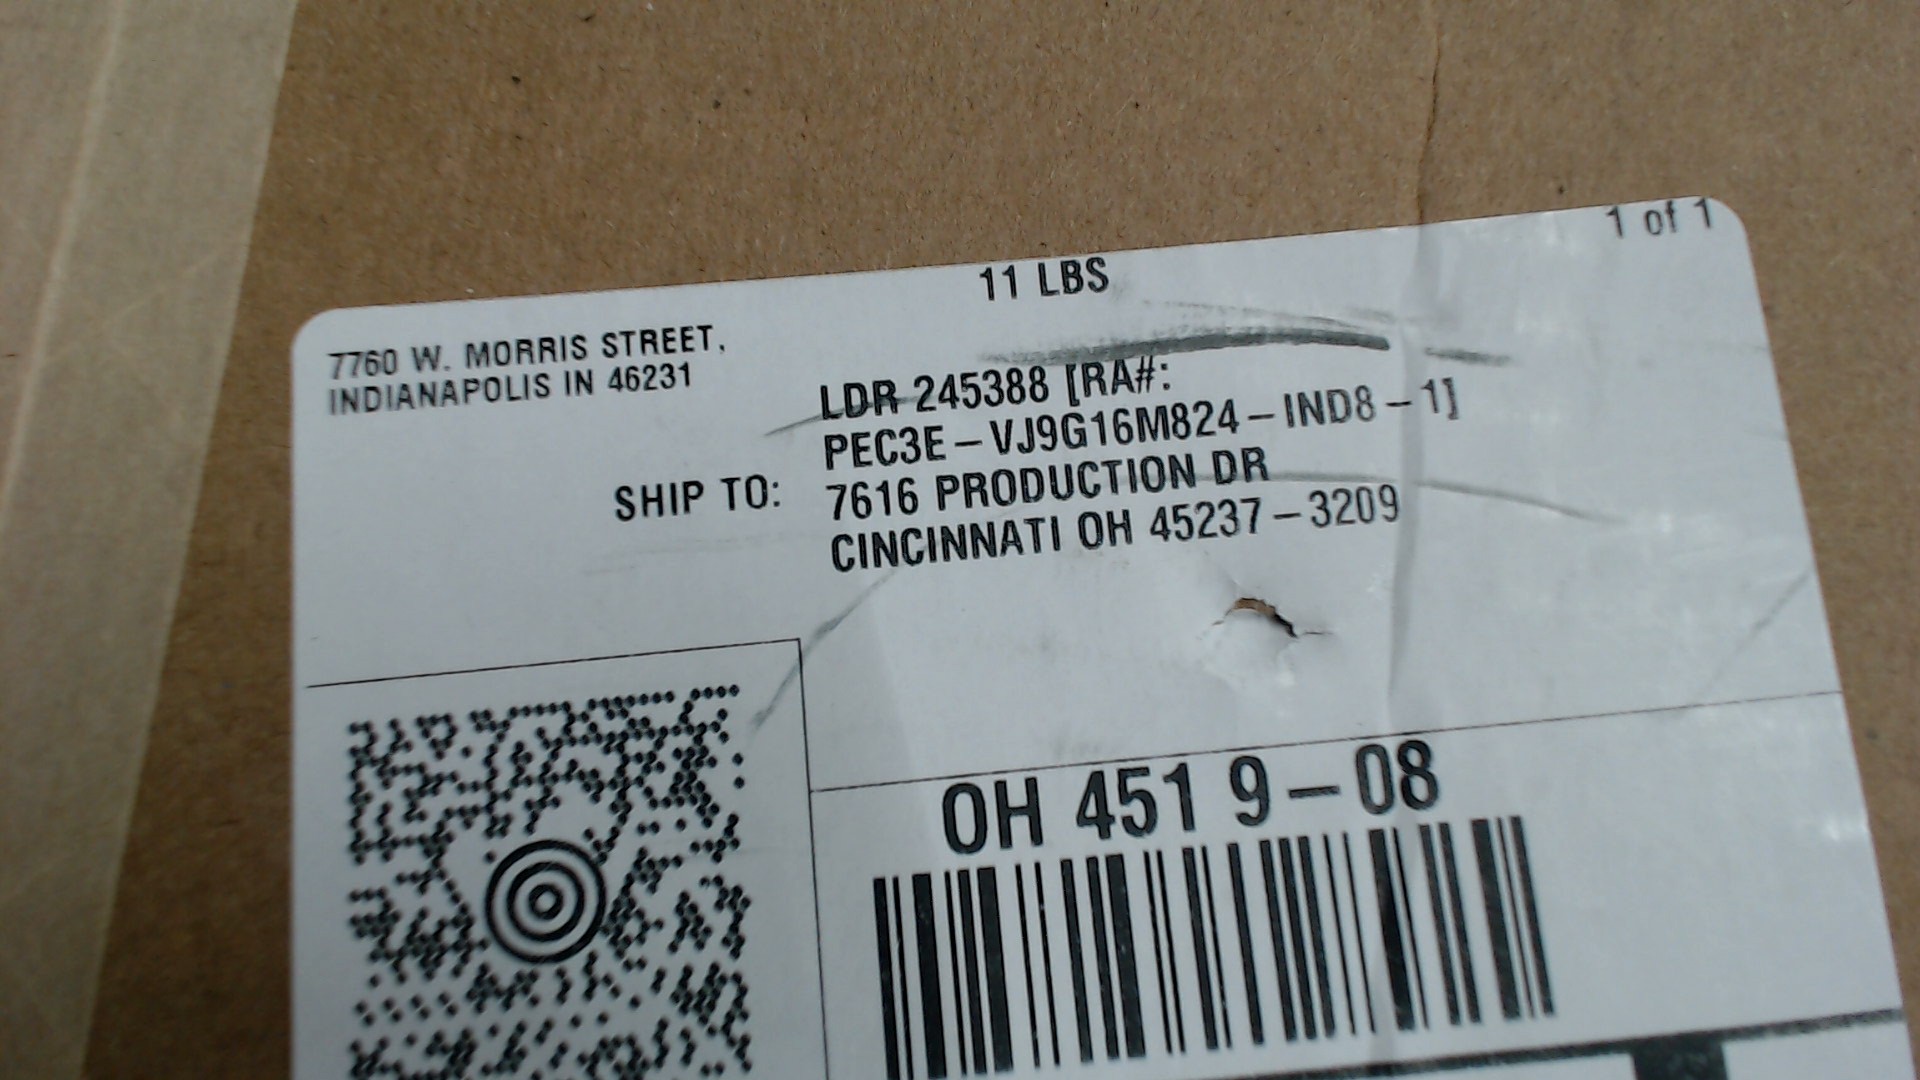 1 of 1
11 LBS
7760 W. MORRIS STREET,
INDIANAPOLIS IN 46231
LDR 245388 [RA#:
PEC3E-VJ9G16M824-IND8-1]
SHIP TO: 7616 PRODUCTION DR
CINCINNATI OH 45237-3209
OH 451 9-08